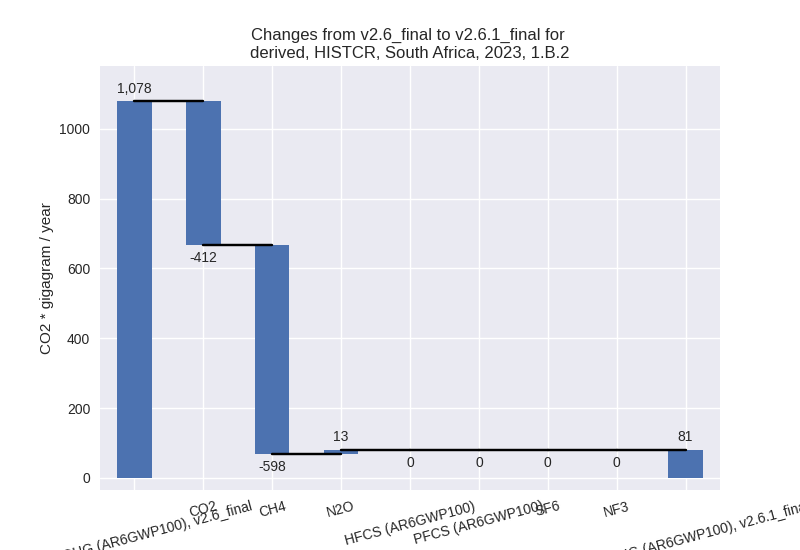 Changes from v2.6_final to v2.6.1_final for
derived, HISTCR, South Africa, 2023, 1.B.2
CO2 * gigagram / year
1000
800
600
400
200
0
1,078
-412
-598
13
0
0
0
0
81
(AR6GWP100), v2.6_final
CO2
CH4
N2O
HFCS (AR6GWP100)
PFCS (AR6GWP100)
SF6
NF3
(AR6GWP100), v2.6.1_final